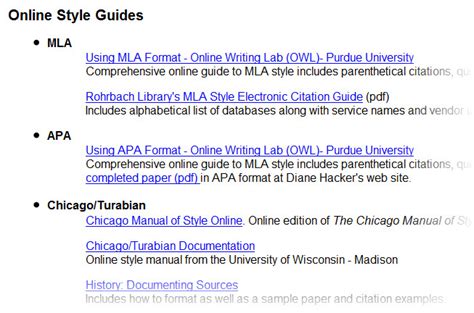 Online Style Guides
MLA
Using MLA Format - Online Writing Lab (OWL)- Purdue University
Comprehensive online guide to MLA style includes parenthetical citations,
Rohrbach Library's MLA Style Electronic Citation Guide (pdf)
Includes alphabetical list of databases along with service names and vendor
APA
Using APA Format - Online Writing Lab (OWL)- Purdue University
Comprehensive online guide to MLA style includes parenthetical citations,
completed paper (pdf) in APA format at Diane Hacker's web site.
Chicago/Turabian
Chicago Manual of Style Online. Online edition of The Chicago Manual of
Chicago/Turabian Documentation
Online style manual from the University of Wisconsin - Madison
History: Documenting Sources
Includes how to format as well as a sample paper and citation examples.